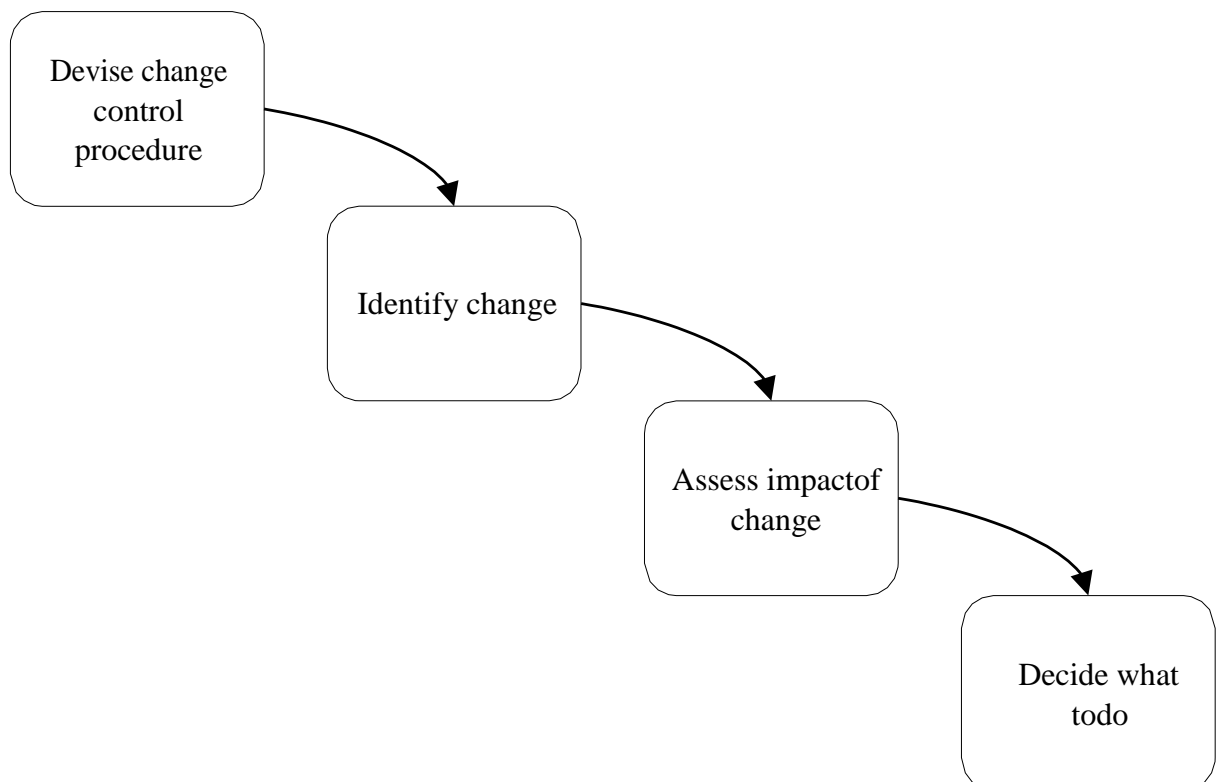 Devise change
control
procedure
Identify change
Assess impactof
change
Decide what
todo